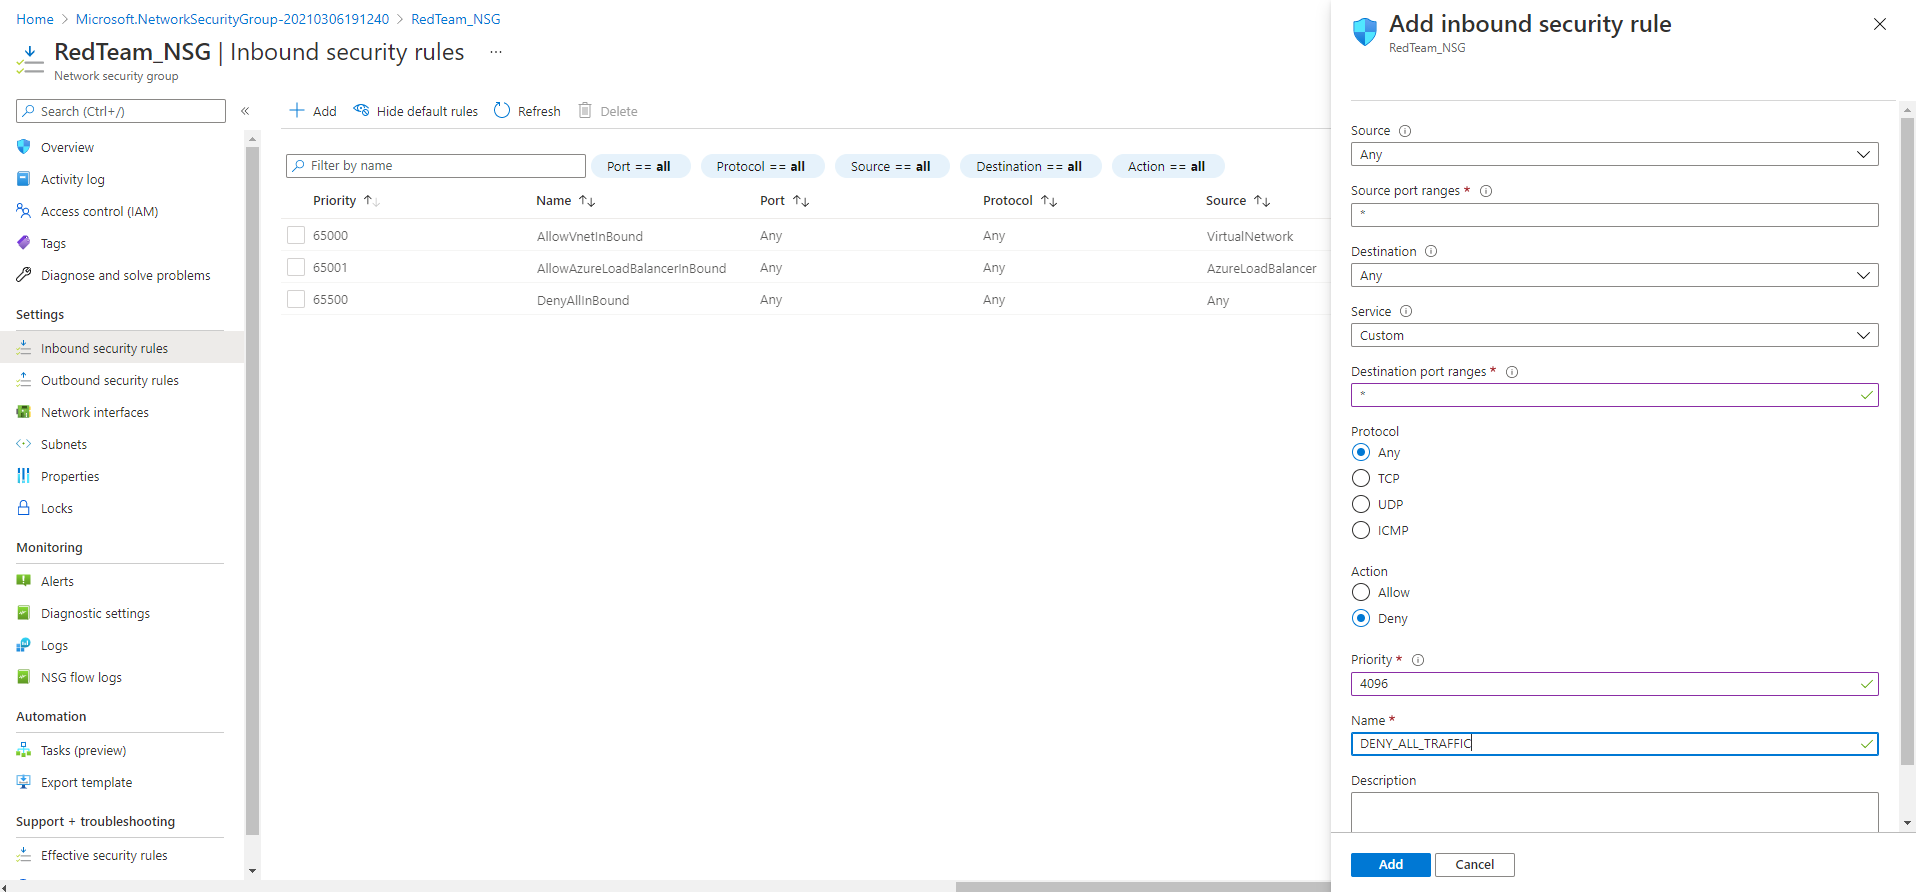 Home > Microsoft.NetworkSecurityGroup-20210306191240 > RedTeam_NSG
RedTeam_NSG | Inbound security rules ...
Network security group
Search (Ctrl+/)
«
Overview
Activity log
Access control (IAM)
Tags
Diagnose and solve problems
Settings
Inbound security rules
Outbound security rules
Network interfaces
Subnets
Properties
Locks
Monitoring
Alerts
Diagnostic settings
Logs
NSG flow logs
Automation
Tasks (preview)
Export template
Support + troubleshooting
Effective security rules
Add Hide default rules Refresh Delete
Filter by name Port == all Protocol == all Source == all Destination == all Action == all
Priority Name Port Protocol Source
65000 AllowVnetInBound Any Any VirtualNetwork
65001 AllowAzureLoadBalancerInBound Any Any AzureLoadBalancer
65500 DenyAllInBound Any Any Any
Add inbound security rule
RedTeam_NSG
Source
Any
Source port ranges *
*
Destination
Any
Service
Custom
Destination port ranges *
*
Protocol
Any
TCP
UDP
ICMP
Action
Allow
Deny
Priority *
4096
Name *
DENY_ALL_TRAFFIC
Description
Add Cancel